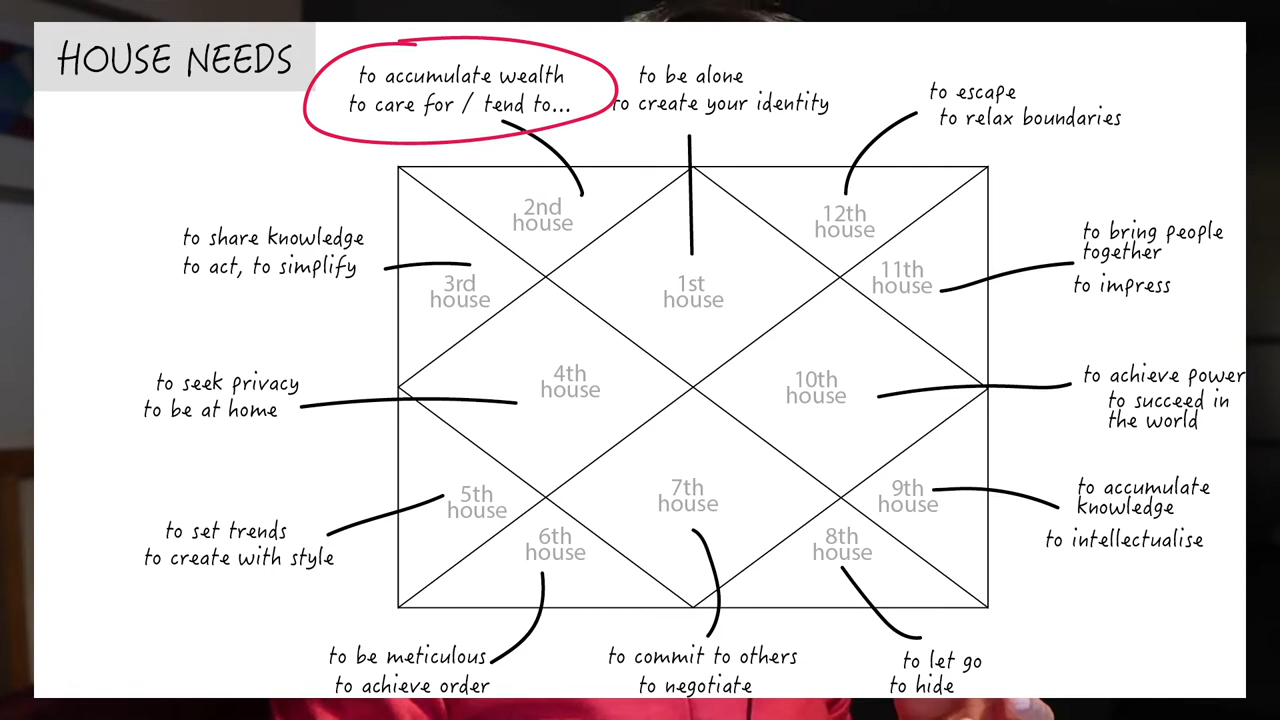 HOUSE NEEDS
to accumulate wealth
to care for / tend to...
to be alone
to create your identity
to escape
to relax boundaries
2nd
house
12th
house
to share knowledge
to act, to simplify
3rd
house
1st
house
11th
house
to bring people
together
to impress
to seek privacy
to be at home
4th
house
10th
house
to achieve power
to succeed in
the world
to set trends
to create with style
5th
house
6th
house
7th
house
8th
house
9th
house
to accumulate
knowledge
to intellectualise
to be meticulous
to achieve order
to commit to others
to negotiate
to let go
to hide